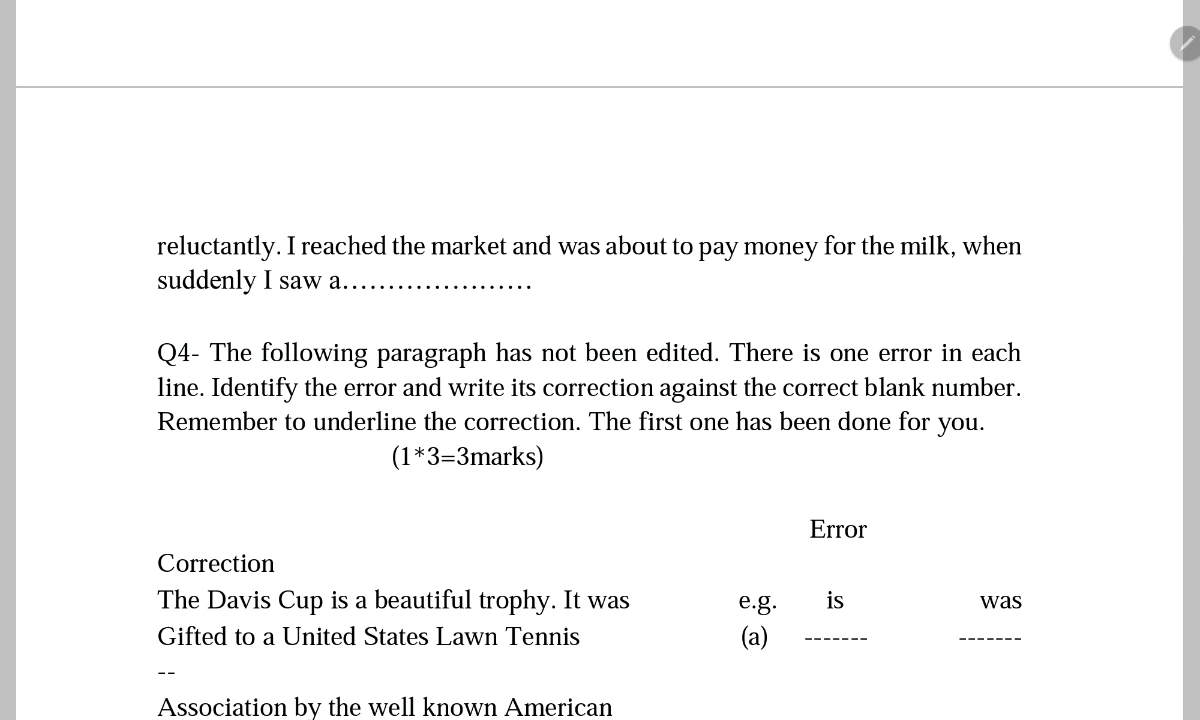 reluctantly. I reached the market and was about to pay money for the milk, when
suddenly I saw a.....................
Q4- The following paragraph has not been edited. There is one error in each
line. Identify the error and write its correction against the correct blank number.
Remember to underline the correction. The first one has been done for you.
(1*3=3marks)
Error
Correction
The Davis Cup is a beautiful trophy. It was e.g. is was
Gifted to a United States Lawn Tennis (a) ------- -------
--
Association by the well known American